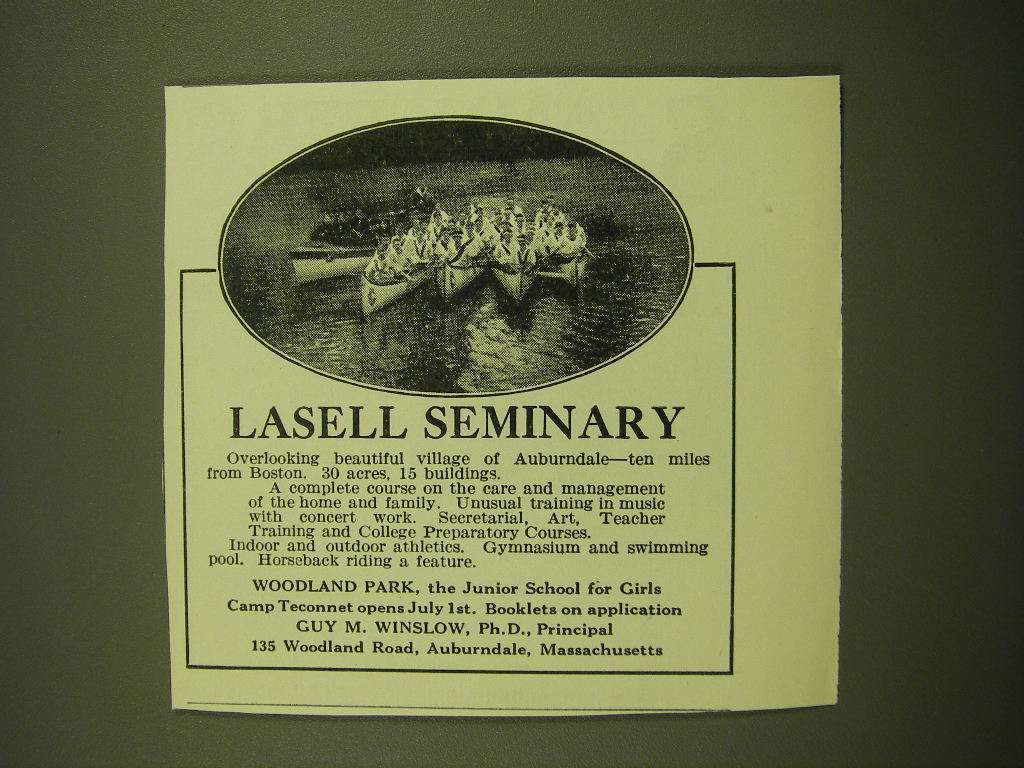 LASELL SEMINARY
Overlooking beautiful village of Auburndale—ten miles
from Boston. 30 acres, 15 buildings.
A complete course on the care and management
of the home and family. Unusual training in music
with concert work. Secretarial, Art, Teacher
Training and College Preparatory Courses.
Indoor and outdoor athletics. Gymnasium and swimming
pool. Horseback riding a feature.
WOODLAND PARK, the Junior School for Girls
Camp Teconnet opens July 1st. Booklets on application
GUY M. WINSLOW, Ph.D., Principal
135 Woodland Road, Auburndale, Massachusetts